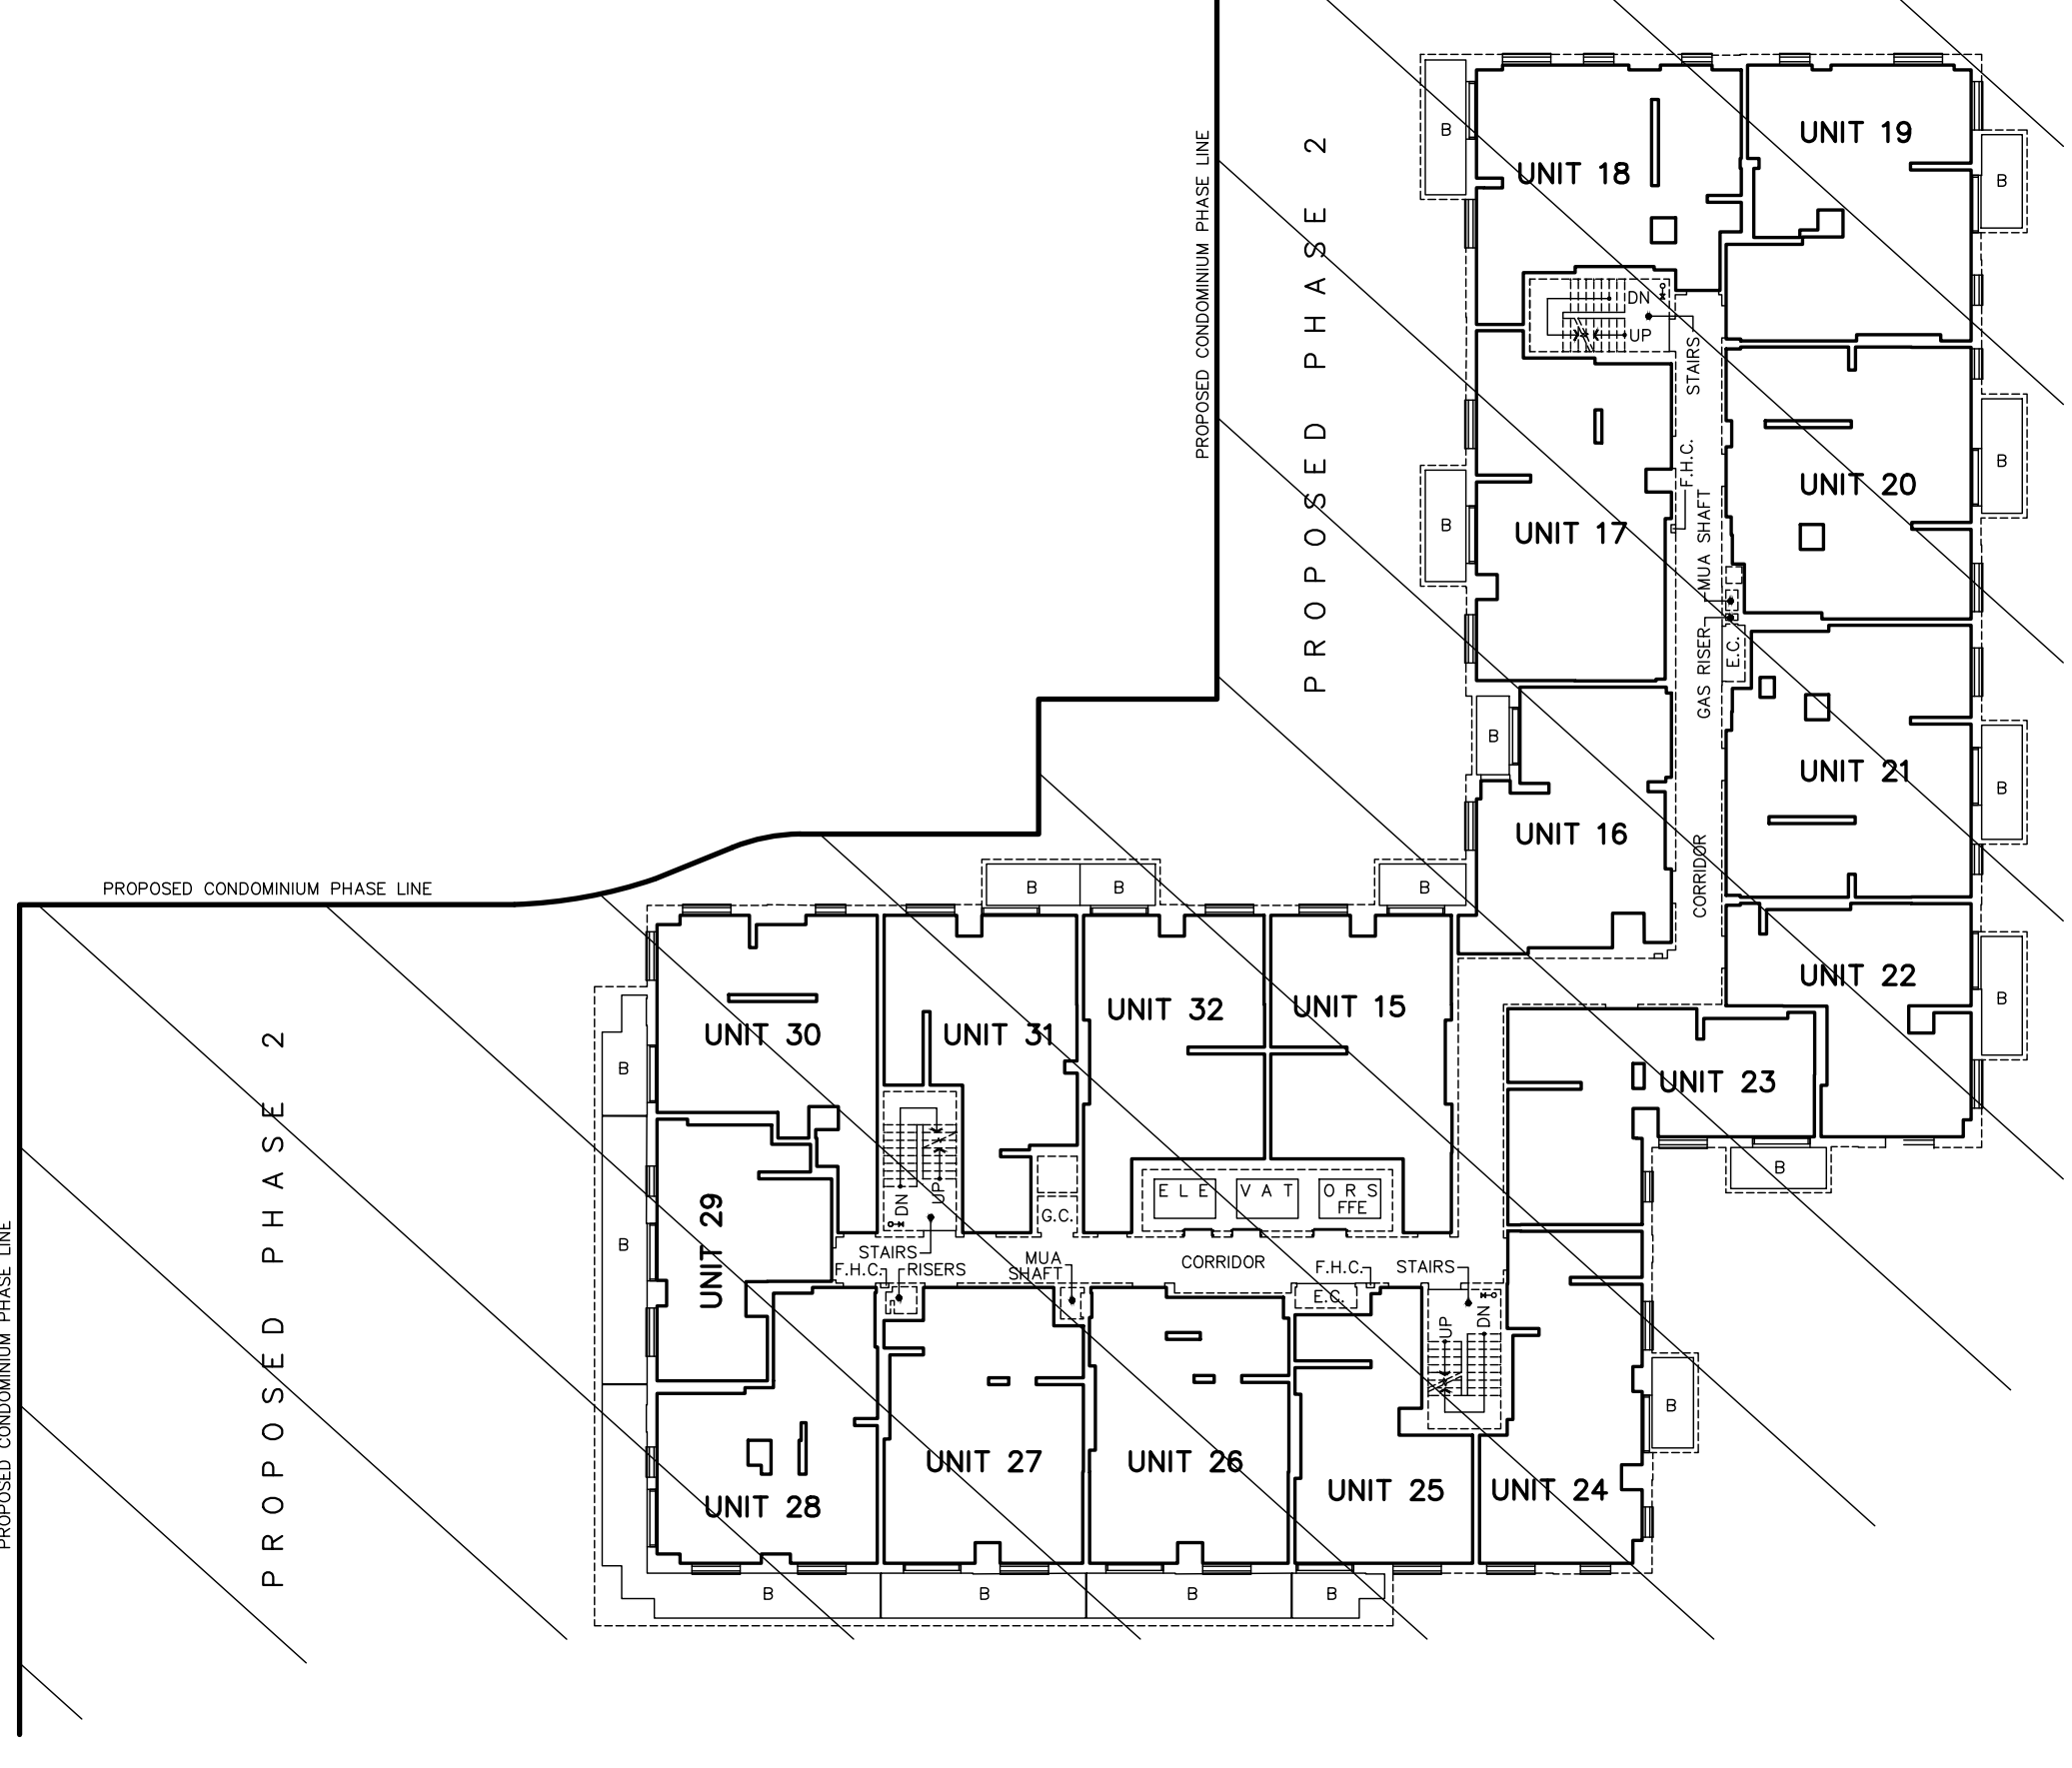 PROPOSED CONDOMINIUM PHASE LINE
PROPOSED PHASE 2
B
UNIT 18
UNIT 19
B
DN
UP
STAIRS
F.H.C.
B
UNIT 17
UNIT 20
B
MUA SHAFT
GAS RISER
E.C.
B
UNIT 16
UNIT 21
B
CORRIDOR
PROPOSED CONDOMINIUM PHASE LINE
B
B
B
UNIT 22
B
UNIT 30
UNIT 31
UNIT 32
UNIT 15
UNIT 23
B
B
PROPOSED PHASE 2
PROPOSED CONDOMINIUM PHASE LINE
B
UNIT 29
DN
UP
G.C.
ELE
VAT
ORS
FFE
STAIRS
F.H.C.
RISERS
MUA
SHAFT
CORRIDOR
F.H.C.
E.C.
STAIRS
UP
DN
B
UNIT 28
UNIT 27
UNIT 26
UNIT 25
UNIT 24
B
B
B
B